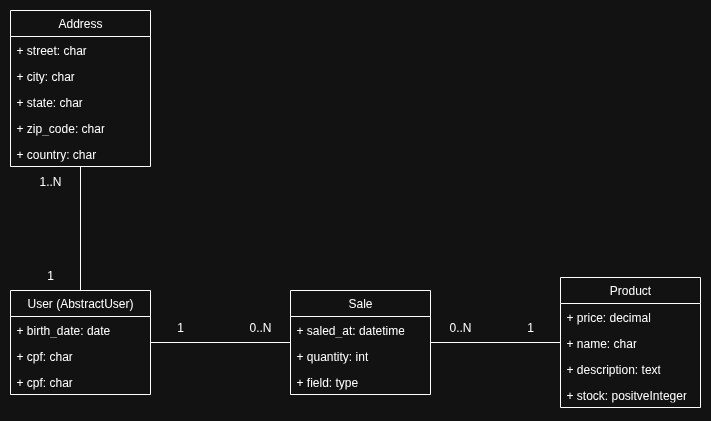 Address
+ street: char
+ city: char
+ state: char
+ zip_code: char
+ country: char
1..N
1
User (AbstractUser)
+ birth_date: date
+ cpf: char
+ cpf: char
1
0..N
Sale
+ saled_at: datetime
+ quantity: int
+ field: type
0..N
1
Product
+ price: decimal
+ name: char
+ description: text
+ stock: positveInteger